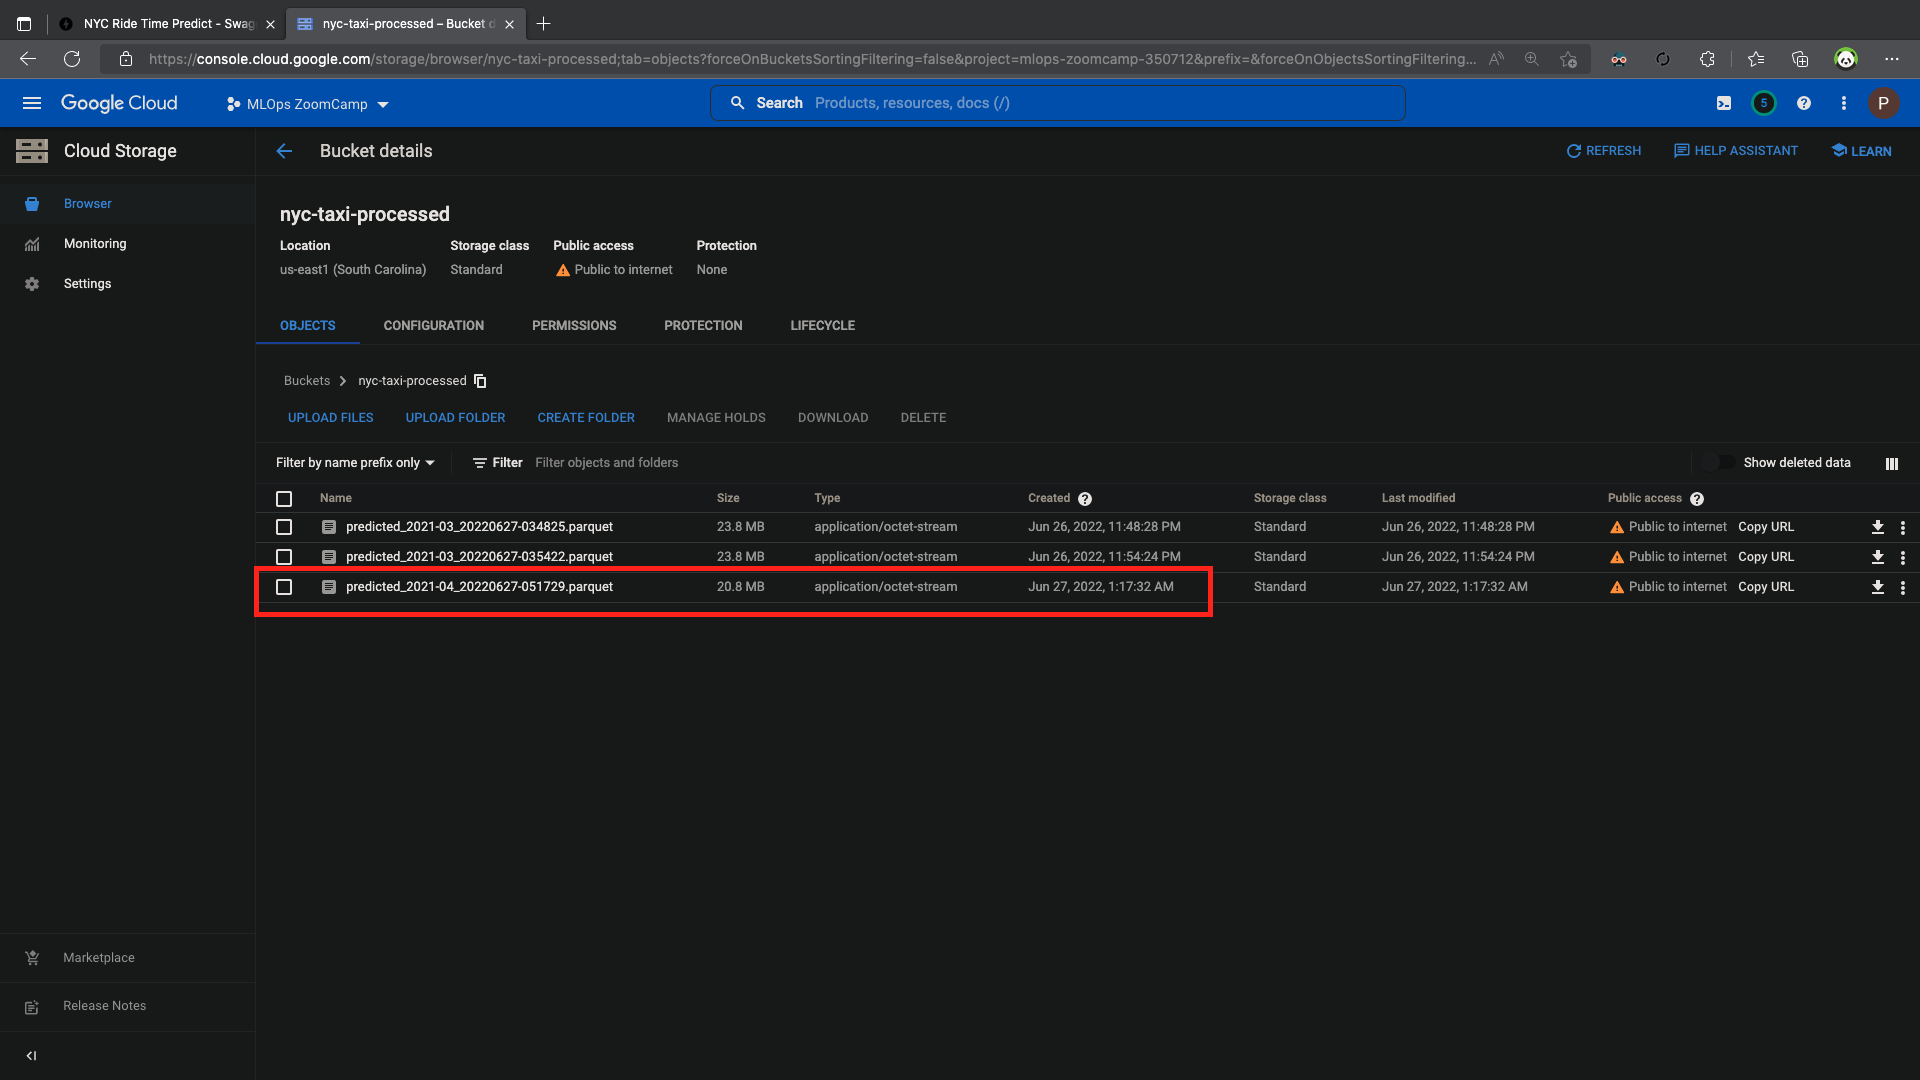 NYC Ride Time Predict - Swag
nyc-taxi-processed – Bucket d
https://console.cloud.google.com/storage/browser/nyc-taxi-processed;tab=objects?forceOnBucketsSortingFiltering=false&project=mlops-zoomcamp-350712&prefix=&forceOnObjectsSortingFiltering...
Google Cloud MLOps ZoomCamp Search Products, resources, docs (/) 5 P
Cloud Storage
Bucket details REFRESH HELP ASSISTANT LEARN
Browser
Monitoring
Settings
nyc-taxi-processed
Location Storage class Public access Protection
us-east1 (South Carolina) Standard Public to internet None
OBJECTS CONFIGURATION PERMISSIONS PROTECTION LIFECYCLE
Buckets nyc-taxi-processed
UPLOAD FILES UPLOAD FOLDER CREATE FOLDER MANAGE HOLDS DOWNLOAD DELETE
Filter by name prefix only Filter Filter objects and folders Show deleted data
Name Size Type Created Storage class Last modified Public access
predicted_2021-03_20220627-034825.parquet 23.8 MB application/octet-stream Jun 26, 2022, 11:48:28 PM Standard Jun 26, 2022, 11:48:28 PM Public to internet Copy URL
predicted_2021-03_20220627-035422.parquet 23.8 MB application/octet-stream Jun 26, 2022, 11:54:24 PM Standard Jun 26, 2022, 11:54:24 PM Public to internet Copy URL
predicted_2021-04_20220627-051729.parquet 20.8 MB application/octet-stream Jun 27, 2022, 1:17:32 AM Standard Jun 27, 2022, 1:17:32 AM Public to internet Copy URL
Marketplace
Release Notes